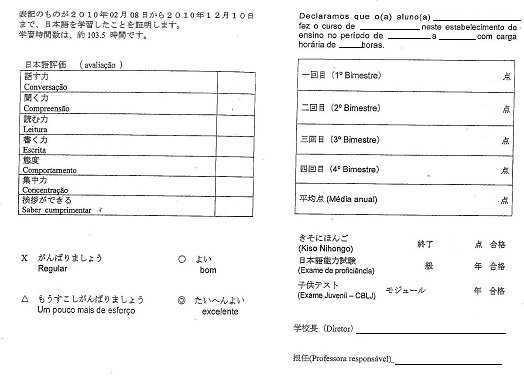 表記のものが2010年02月08日から2010年12月10日
まで、日本語を学習したことを証明します。
学習時間数は、約103.5 時間です。
日本語評価 （avaliação）
話す力
Conversação
聞く力
Compreensão
読む力
Leitura
書く力
Escrita
態度
Comportamento
集中力
Concentração
挨拶ができる
Saber cumprimentar
X がんばりましょう
Regular
○ よい
bom
△ もうすこしがんばりましょう
Um pouco mais de esforço
◎ たいへんよい
excelente
Declaramos que o(a) aluno(a)
fez o curso de neste estabelecimento de
ensino no período de a com carga
horária de horas.
一回目（1º Bimestre） 点
二回目（2º Bimestre） 点
三回目（3º Bimestre） 点
四回目（4º Bimestre） 点
平均点（Média anual） 点
きそにほんご
(Kiso Nihongo) 終了 点 合格
日本語能力試験
(Exame de proficiência) 級 年 合格
子供テスト
(Exame Juvenil – CBLJ) モジュール 年 合格
学校長（Diretor）
担任(Professora responsável)